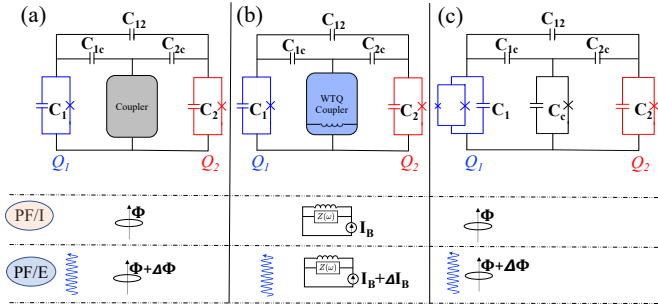 (a)
C12
C1c
C2c
C1
Coupler
C2
Q1
Q2
(b)
C12
C1c
C2c
C1
WTQ
Coupler
C2
Q1
Q2
(c)
C12
C1c
C2c
C1
Cc
C2
Q1
Q2
PF/I
Φ
Z(ω)
IB
Φ
PF/E
Φ+ΔΦ
Z(ω)
IB+ΔIB
Φ+ΔΦ